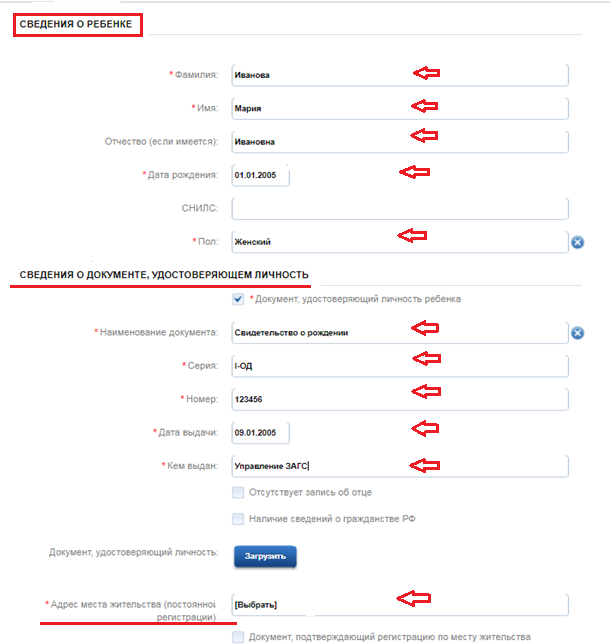 СВЕДЕНИЯ О РЕБЕНКЕ
* Фамилия: Иванова
* Имя: Мария
Отчество (если имеется): Ивановна
* Дата рождения: 01.01.2005
СНИЛС:
* Пол: Женский
СВЕДЕНИЯ О ДОКУМЕНТЕ, УДОСТОВЕРЯЮЩЕМ ЛИЧНОСТЬ
* Документ, удостоверяющий личность ребенка
* Наименование документа: Свидетельство о рождении
* Серия: I-ОД
* Номер: 123456
* Дата выдачи: 09.01.2005
* Кем выдан: Управление ЗАГС
Отсутствует запись об отце
Наличие сведений о гражданстве РФ
Документ, удостоверяющий личность: Загрузить
* Адрес места жительства (постоянной [Выбрать]
регистрации):
Документ, подтверждающий регистрацию по месту жительства